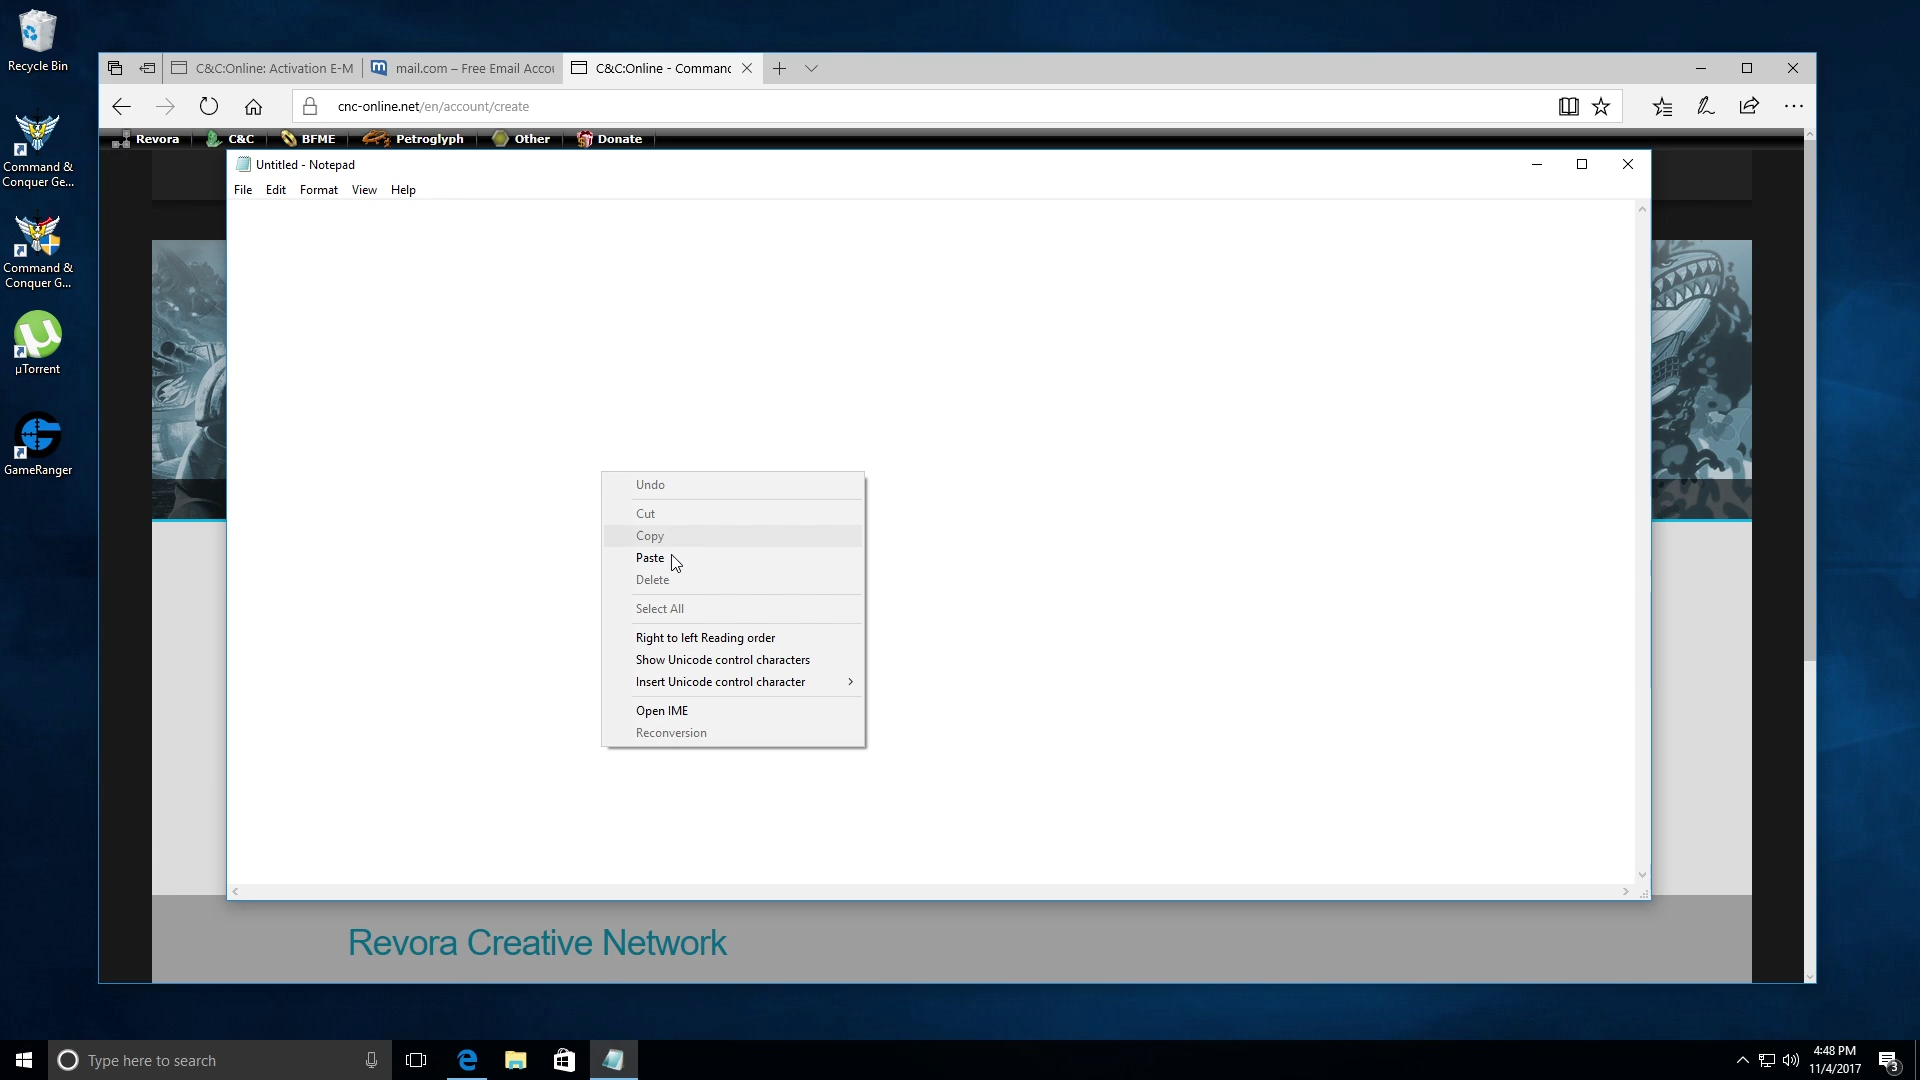 Recycle Bin
Command &
Conquer Ge...
Command &
Conquer G...
µTorrent
GameRanger
C&C:Online: Activation E-M
mail.com – Free Email Accou
C&C:Online - Command
cnc-online.net/en/account/create
Revora
C&C
BFME
Petroglyph
Other
Donate
Untitled - Notepad
File
Edit
Format
View
Help
Undo
Cut
Copy
Paste
Delete
Select All
Right to left Reading order
Show Unicode control characters
Insert Unicode control character
Open IME
Reconversion
Revora Creative Network
Type here to search
4:48 PM
11/4/2017
3